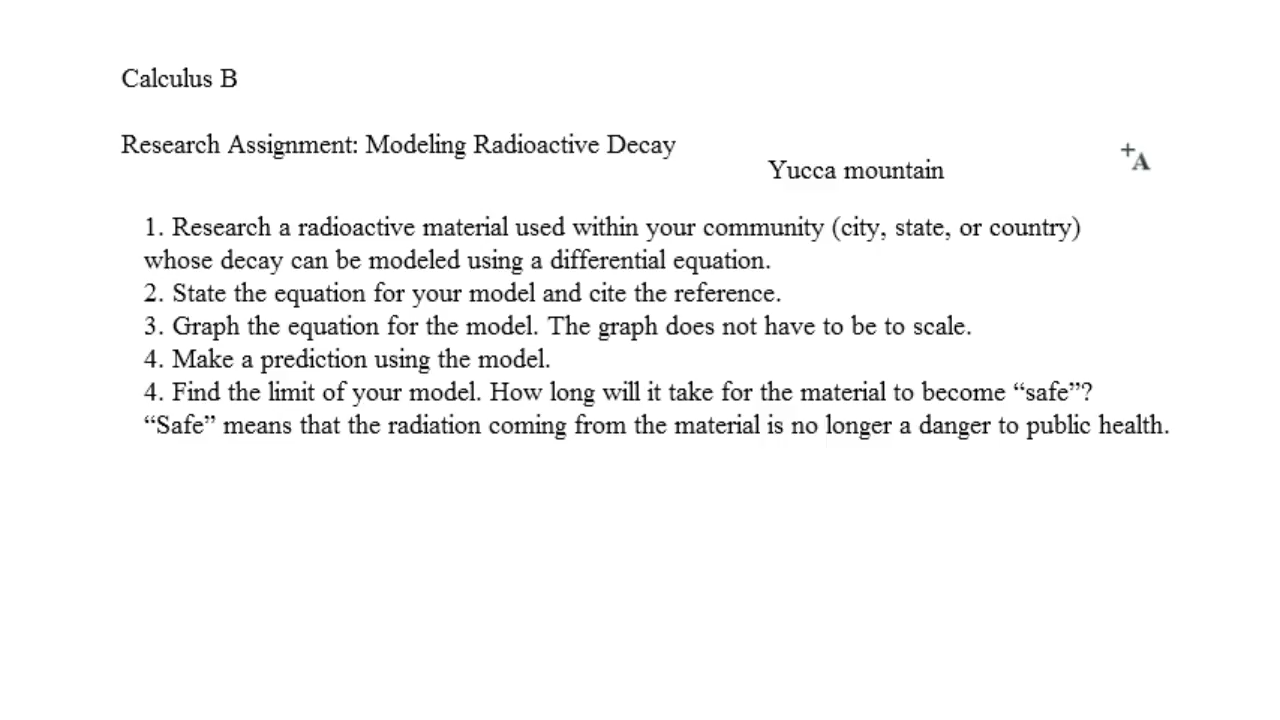 Calculus B
Research Assignment: Modeling Radioactive Decay
Yucca mountain
+A
1. Research a radioactive material used within your community (city, state, or country)
whose decay can be modeled using a differential equation.
2. State the equation for your model and cite the reference.
3. Graph the equation for the model. The graph does not have to be to scale.
4. Make a prediction using the model.
4. Find the limit of your model. How long will it take for the material to become “safe”?
“Safe” means that the radiation coming from the material is no longer a danger to public health.